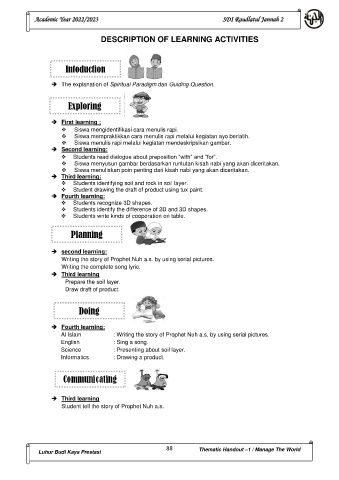 Academic Year 2022/2023
SDI Raudlatul Jannah 2
DESCRIPTION OF LEARNING ACTIVITIES
Intoduction
➔ The explanation of Spiritual Paradigm dan Guiding Question.
Exploring
➔ First learning :
❖ Siswa mengidentifikasi cara menulis rapi.
❖ Siswa mempraktikkan cara menulis rapi melalui kegiatan ayo berlatih.
❖ Siswa menulis rapi melalui kegiatan mendeskripsikan gambar.
➔ Second learning:
❖ Students read dialogue about preposition "with" and "for".
❖ Siswa menyusun gambar berdasarkan runtutan kisah nabi yang akan diceritakan.
❖ Siswa menuliskan poin penting dari kisah nabi yang akan diceritakan.
➔ Third learning:
❖ Students identifying soil and rock in soil layer.
❖ Student drawing the draft of product using tux paint.
➔ Fourth learning:
❖ Students recognize 3D shapes.
❖ Students identify the difference of 2D and 3D shapes.
❖ Students write kinds of cooperation on table.
Planning
➔ second learning:
Writing the story of Prophet Nuh a.s. by using serial pictures.
Writing the complete song lyric.
➔ Third learning
Prepare the soil layer.
Draw draft of product.
Doing
➔ Fourth learning:
Al Islam : Writing the story of Prophet Nuh a.s. by using serial pictures.
English : Sing a song.
Science : Presenting about soil layer.
Informatics : Drawing a product.
Communicating
➔ Third learning
Student tell the story of Prophet Nuh a.s.
Luhur Budi Kaya Prestasi
88
Thematic Handout –1 / Manage The World